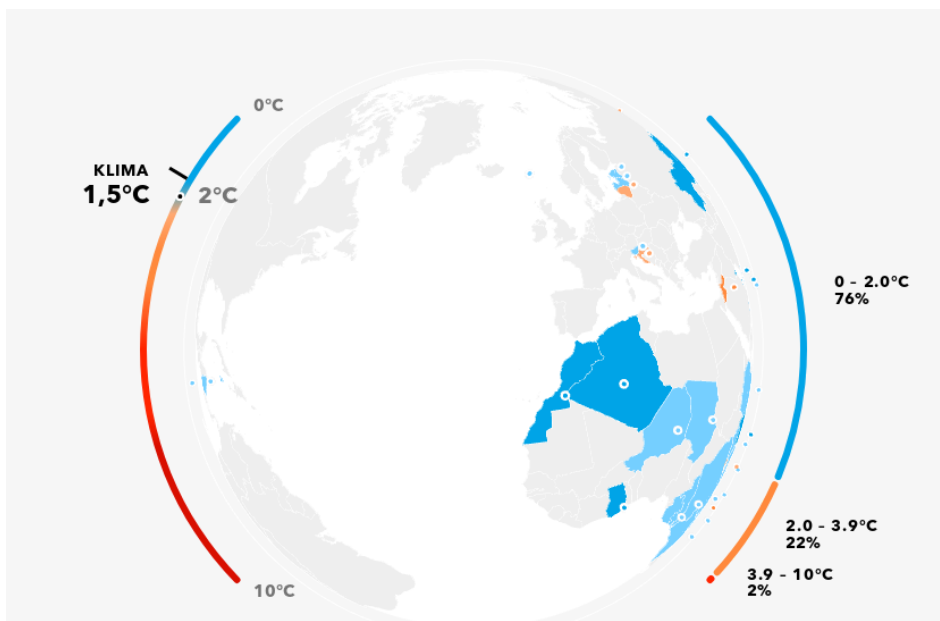 0°C
KLIMA
1,5°C
2°C
10°C
0 – 2.0°C
76%
2.0 – 3.9°C
22%
3.9 – 10°C
2%